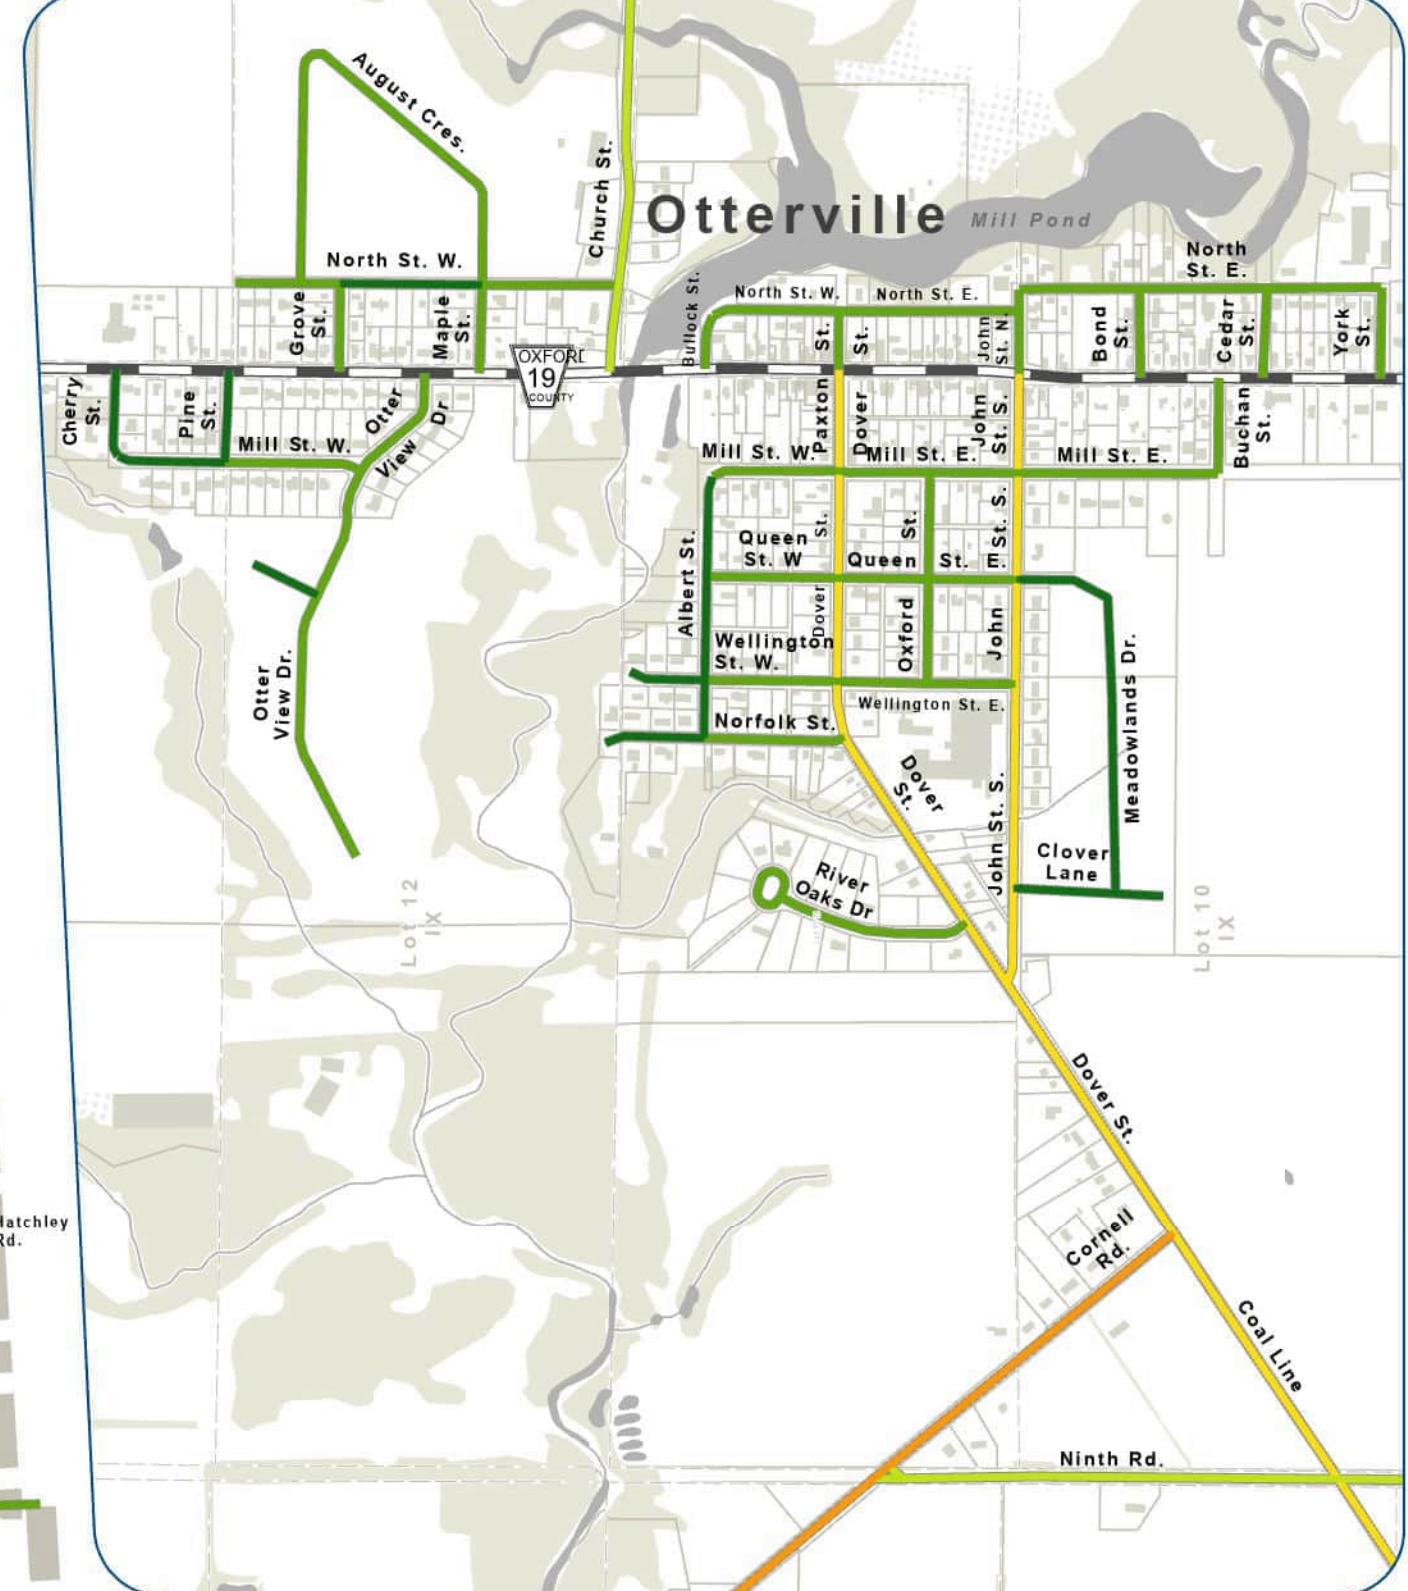 August Cres.
Church St.
Otterville
Mill Pond
North St. W.
North
St. E.
Grove
St.
Maple
St.
Bullock St.
North St. W.
North St. E.
St.
St.
John
St. N.
Bond
St.
Cedar
St.
York
St.
OXFORD
19
COUNTY
Cherry
St.
Pine
St.
Mill St. W.
Otter
View
Dr
Paxton
Dover
John
St. S.
Buchan
St.
Mill St. W.
Mill St. E.
Mill St. E.
Albert St.
Queen
St. W
St.
Queen
St.
St.
E.
St. S.
Dover
Oxford
John
Wellington
St. W.
Wellington St. E.
Norfolk St.
Otter
View Dr.
Dover
St.
John St. S.
Meadowlands Dr.
Clover
Lane
River
Oaks Dr
Lot 12
IX
Lot 10
IX
Dover St.
Hatchley
Rd.
Cornell
Rd.
Coal Line
Ninth Rd.